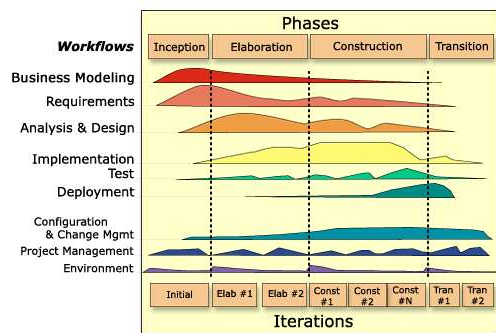 Phases
Workflows
Inception Elaboration Construction Transition
Business Modeling
Requirements
Analysis & Design
Implementation
Test
Deployment
Configuration
& Change Mgmt
Project Management
Environment
Initial Elab #1 Elab #2 Const #1 Const #2 Const #N Tran #1 Tran #2
Iterations